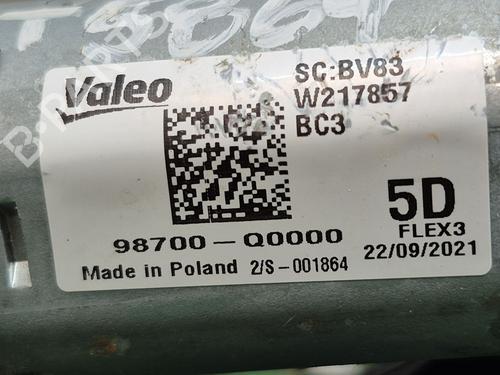 Valeo
SC:BV83
W217857
BC3
5D
FLEX3
98700-Q0000
22/09/2021
Made in Poland 2/S-001864